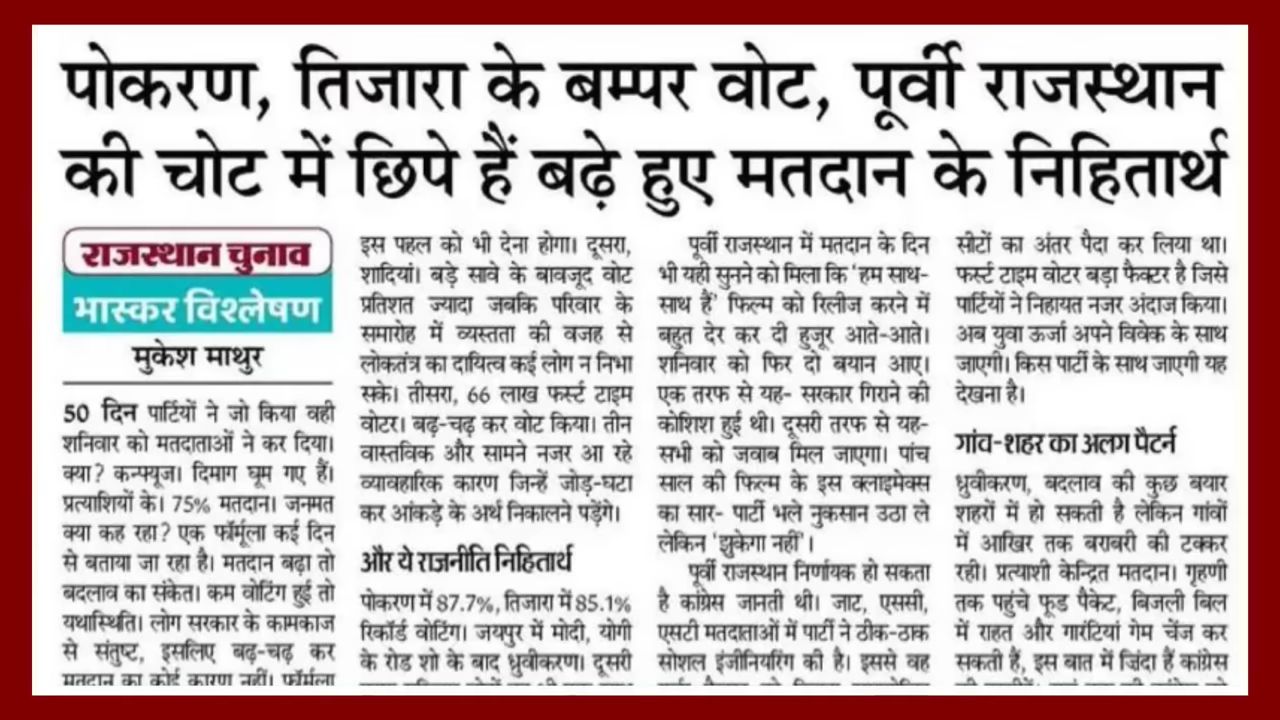 पोकरण, तिजारा के बम्पर वोट, पूर्वी राजस्थान
की चोट में छिपे हैं बढ़े हुए मतदान के निहितार्थ
राजस्थान चुनाव
भास्कर विश्लेषण
मुकेश माथुर
50 दिन पार्टियों ने जो किया वही
शनिवार को मतदाताओं ने कर दिया।
क्या? कन्फ्यूज। दिमाग घूम गए हैं।
प्रत्याशियों के। 75% मतदान। जनमत
क्या कह रहा? एक फॉर्मूला कई दिन
से बताया जा रहा है। मतदान बढ़ा तो
बदलाव का संकेत। कम वोटिंग हुई तो
यथास्थिति। लोग सरकार के कामकाज
से संतुष्ट, इसलिए बढ़-चढ़ कर
मतदान का कोई कारण नहीं। फॉर्मूला
इस पहल को भी देना होगा। दूसरा,
शादियां। बड़े सावे के बावजूद वोट
प्रतिशत ज्यादा जबकि परिवार के
समारोह में व्यस्तता की वजह से
लोकतंत्र का दायित्व कई लोग न निभा
सके। तीसरा, 66 लाख फर्स्ट टाइम
वोटर। बढ़-चढ़ कर वोट किया। तीन
वास्तविक और सामने नजर आ रहे
व्यावहारिक कारण जिन्हें जोड़-घटा
कर आंकड़े के अर्थ निकालने पड़ेंगे।
और ये राजनीति निहितार्थ
पोकरण में 87.7%, तिजारा में 85.1%
रिकॉर्ड वोटिंग। जयपुर में मोदी, योगी
के रोड शो के बाद ध्रुवीकरण। दूसरी
पूर्वी राजस्थान में मतदान के दिन
भी यही सुनने को मिला कि 'हम साथ-
साथ हैं' फिल्म को रिलीज करने में
बहुत देर कर दी हुजूर आते-आते।
शनिवार को फिर दो बयान आए।
एक तरफ से यह- सरकार गिराने की
कोशिश हुई थी। दूसरी तरफ से यह-
सभी को जवाब मिल जाएगा। पांच
साल की फिल्म के इस क्लाइमेक्स
का सार- पार्टी भले नुकसान उठा ले
लेकिन 'झुकेगा नहीं'।
पूर्वी राजस्थान निर्णायक हो सकता
है कांग्रेस जानती थी। जाट, एससी,
एसटी मतदाताओं में पार्टी ने ठीक-ठाक
सोशल इंजीनियरिंग की है। इससे वह
सीटों का अंतर पैदा कर लिया था।
फर्स्ट टाइम वोटर बड़ा फैक्टर है जिसे
पार्टियों ने निहायत नजर अंदाज किया।
अब युवा ऊर्जा अपने विवेक के साथ
जाएगी। किस पार्टी के साथ जाएगी यह
देखना है।
गांव-शहर का अलग पैटर्न
ध्रुवीकरण, बदलाव की कुछ बयार
शहरों में हो सकती है लेकिन गांवों
में आखिर तक बराबरी की टक्कर
रही। प्रत्याशी केन्द्रित मतदान। गृहणी
तक पहुंचे फूड पैकेट, बिजली बिल
में राहत और गारंटियां गेम चेंज कर
सकती हैं, इस बात में जिंदा हैं कांग्रेस